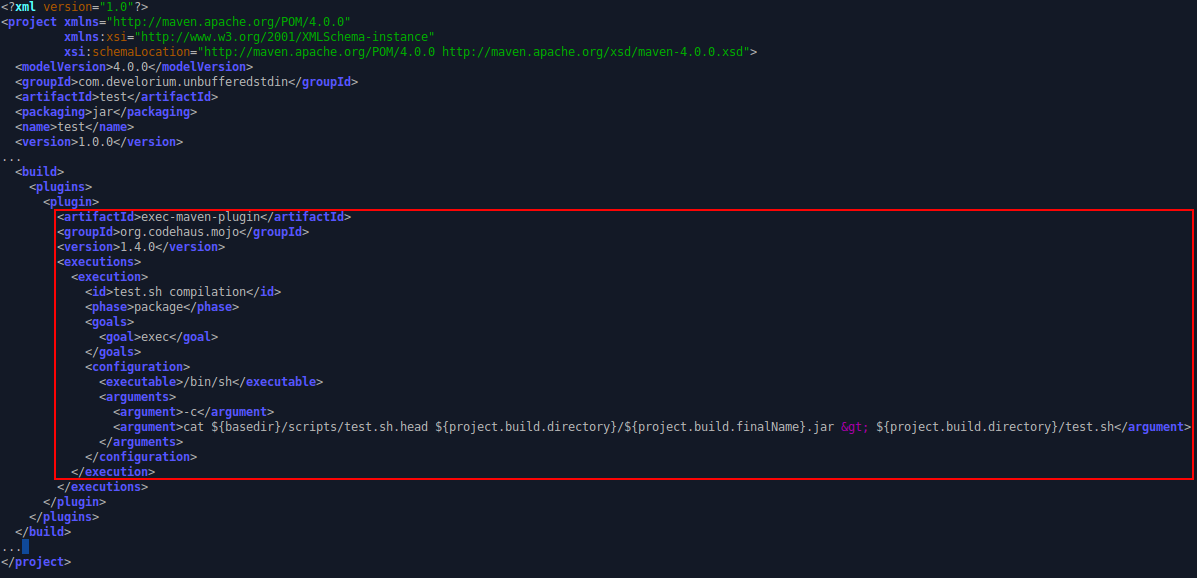 <?xml version="1.0"?>
<project xmlns="http://maven.apache.org/POM/4.0.0"
         xmlns:xsi="http://www.w3.org/2001/XMLSchema-instance"
         xsi:schemaLocation="http://maven.apache.org/POM/4.0.0 http://maven.apache.org/xsd/maven-4.0.0.xsd">
  <modelVersion>4.0.0</modelVersion>
  <groupId>com.develorium.unbufferedstdin</groupId>
  <artifactId>test</artifactId>
  <packaging>jar</packaging>
  <name>test</name>
  <version>1.0.0</version>
...
  <build>
    <plugins>
      <plugin>
        <artifactId>exec-maven-plugin</artifactId>
        <groupId>org.codehaus.mojo</groupId>
        <version>1.4.0</version>
        <executions>
          <execution>
            <id>test.sh compilation</id>
            <phase>package</phase>
            <goals>
              <goal>exec</goal>
            </goals>
            <configuration>
              <executable>/bin/sh</executable>
              <arguments>
                <argument>-c</argument>
                <argument>cat ${basedir}/scripts/test.sh.head ${project.build.directory}/${project.build.finalName}.jar &gt; ${project.build.directory}/test.sh</argument>
              </arguments>
            </configuration>
          </execution>
        </executions>
      </plugin>
    </plugins>
  </build>
...
</project>